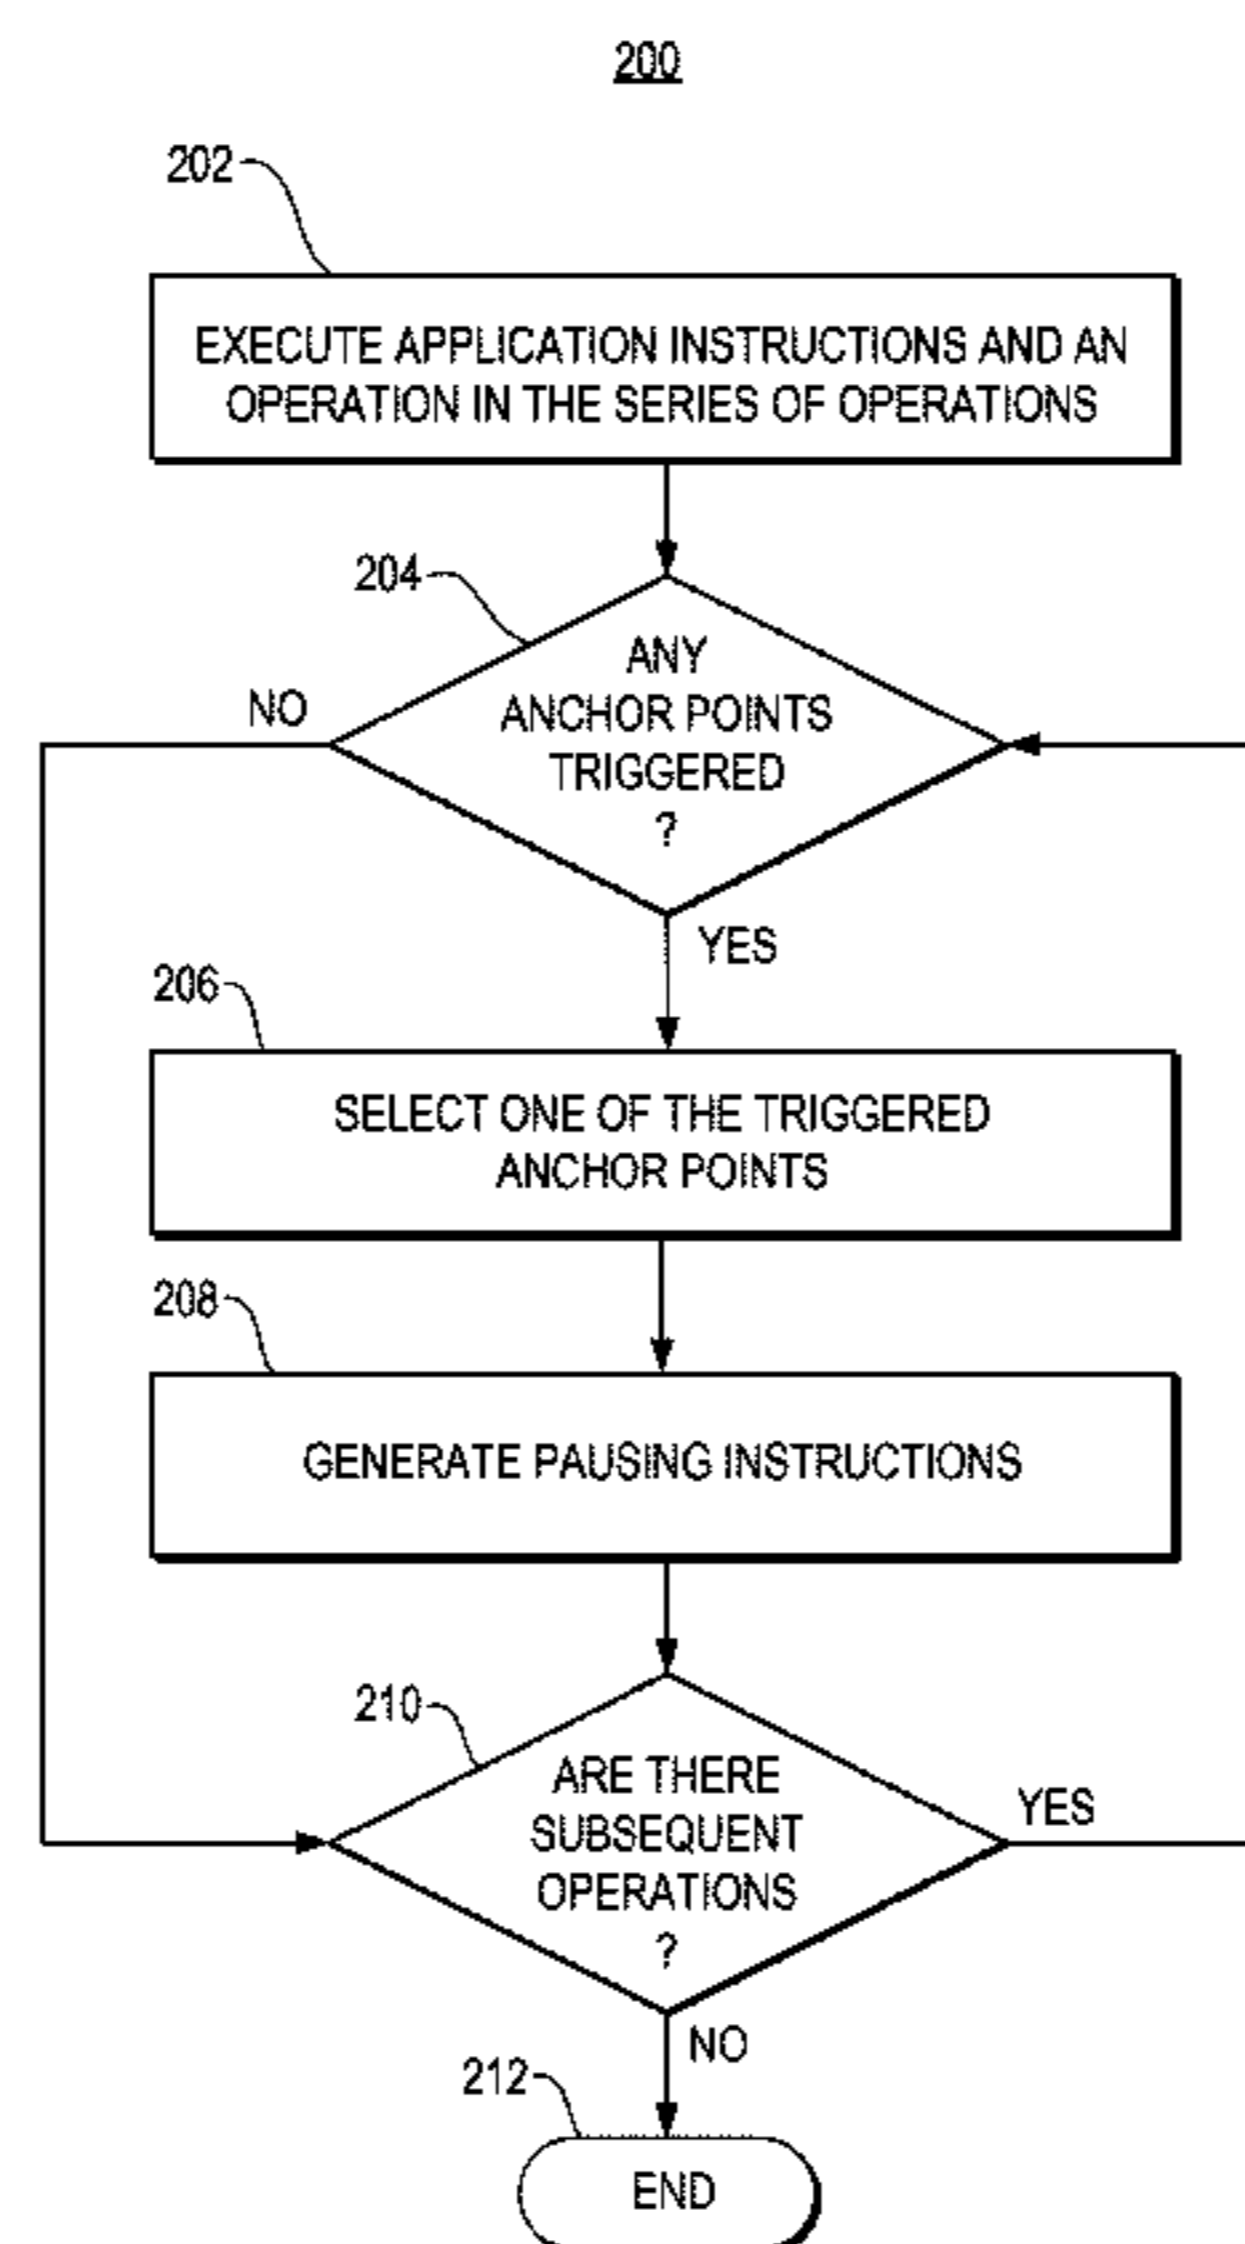 200
202
EXECUTE APPLICATION INSTRUCTIONS AND AN
OPERATION IN THE SERIES OF OPERATIONS
204
ANY
ANCHOR POINTS
TRIGGERED
?
NO
YES
206
SELECT ONE OF THE TRIGGERED
ANCHOR POINTS
208
GENERATE PAUSING INSTRUCTIONS
210
ARE THERE
SUBSEQUENT
OPERATIONS
?
YES
NO
212
END